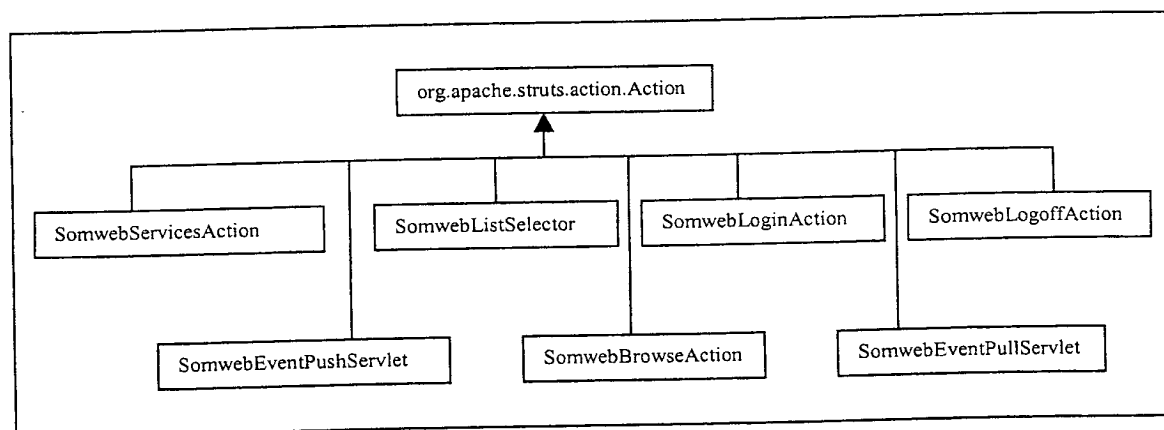 org.apache.struts.action.Action
SomwebServicesAction
SomwebListSelector
SomwebLoginAction
SomwebLogoffAction
SomwebEventPushServlet
SomwebBrowseAction
SomwebEventPullServlet